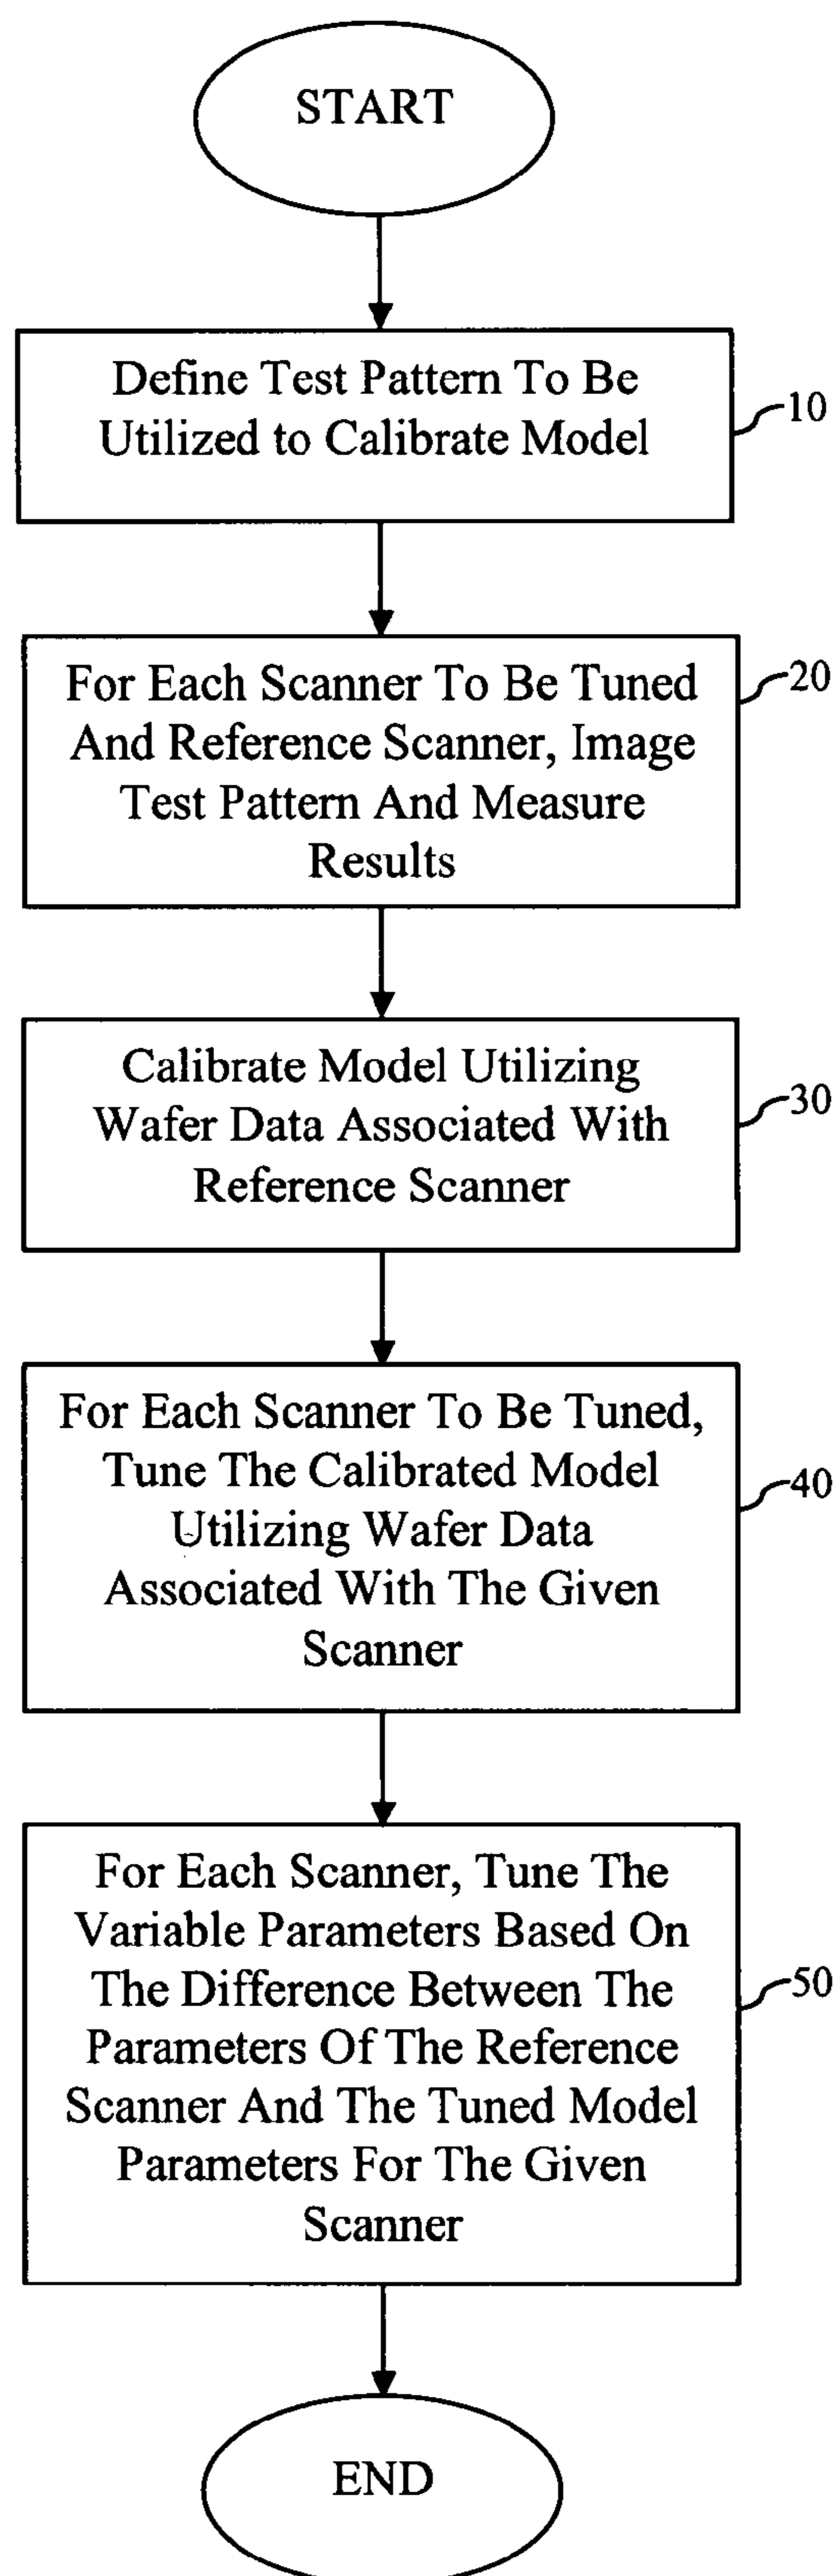 START
Define Test Pattern To Be
Utilized to Calibrate Model
10
For Each Scanner To Be Tuned
And Reference Scanner, Image
Test Pattern And Measure
Results
20
Calibrate Model Utilizing
Wafer Data Associated With
Reference Scanner
30
For Each Scanner To Be Tuned,
Tune The Calibrated Model
Utilizing Wafer Data
Associated With The Given
Scanner
40
For Each Scanner, Tune The
Variable Parameters Based On
The Difference Between The
Parameters Of The Reference
Scanner And The Tuned Model
Parameters For The Given
Scanner
50
END